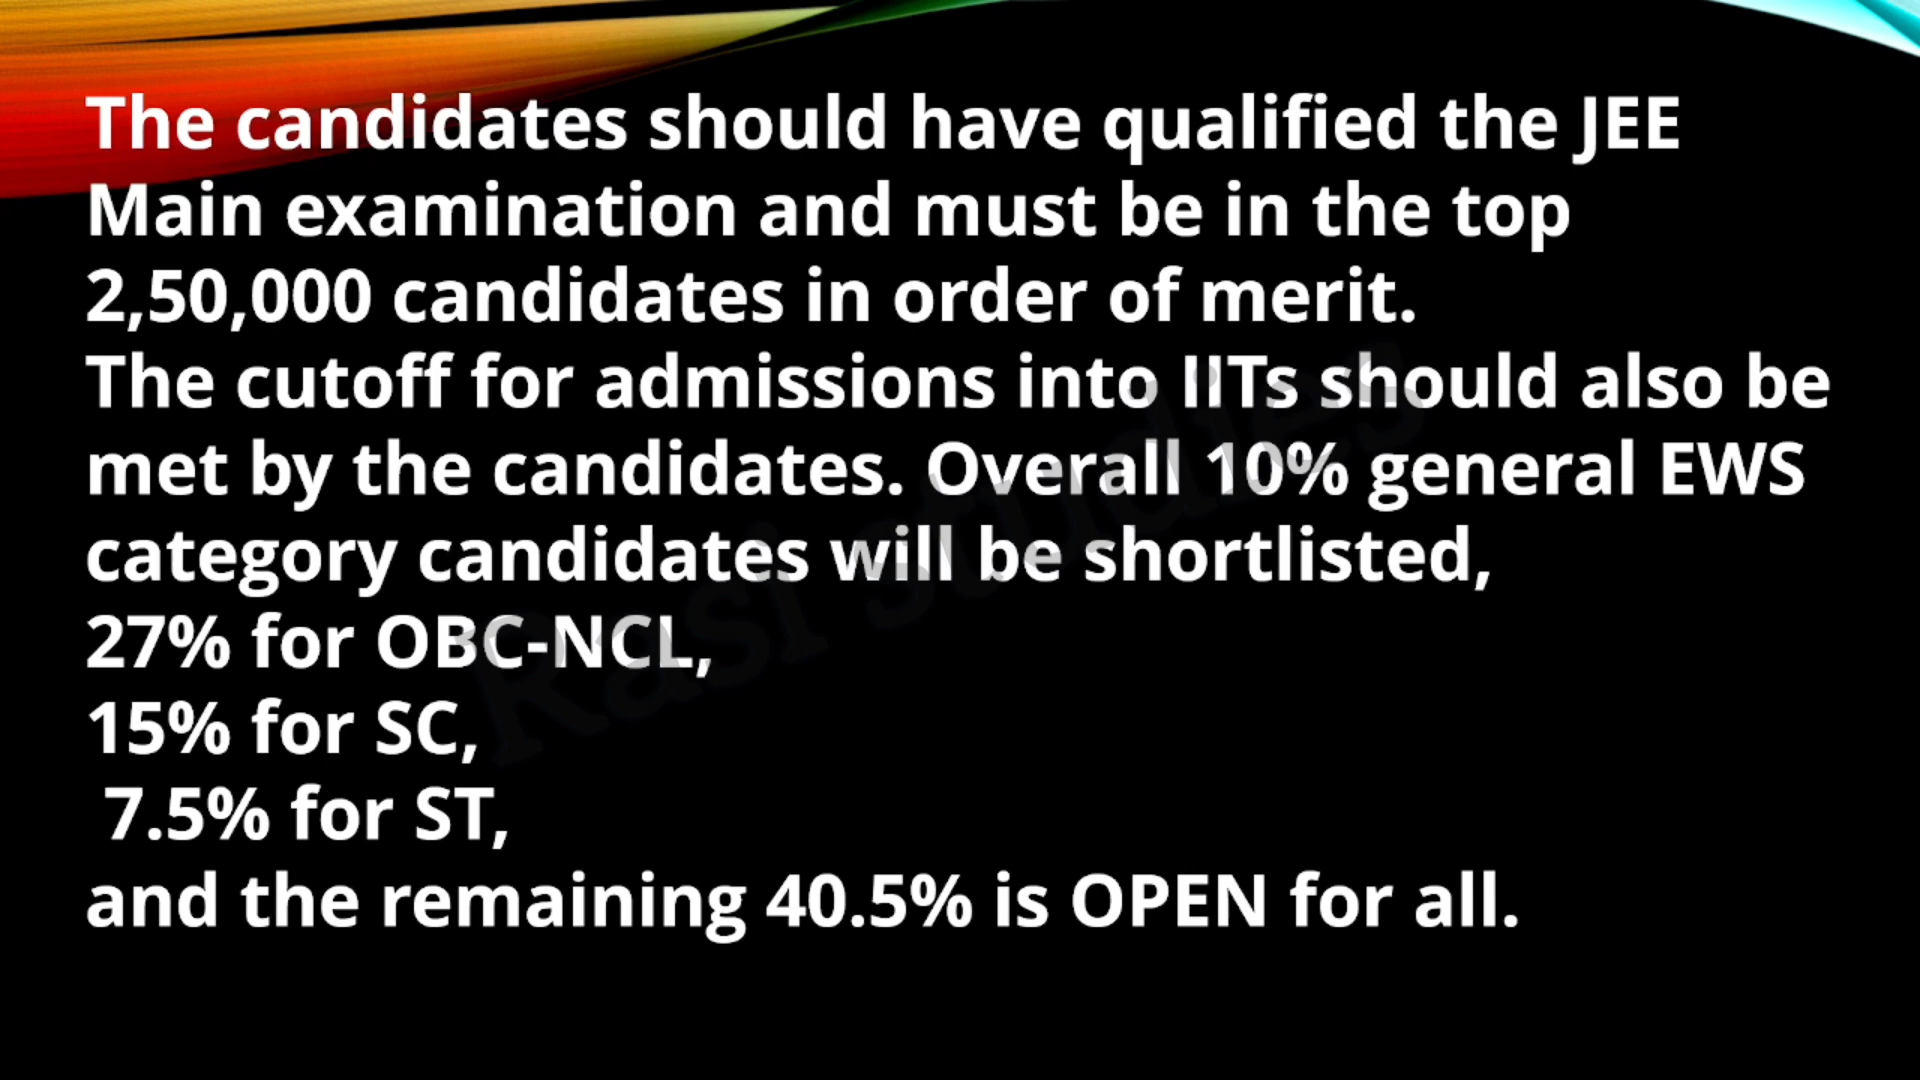 The candidates should have qualified the JEE
Main examination and must be in the top
2,50,000 candidates in order of merit.
The cutoff for admissions into IITs should also be
met by the candidates. Overall 10% general EWS
category candidates will be shortlisted,
27% for OBC-NCL,
15% for SC,
7.5% for ST,
and the remaining 40.5% is OPEN for all.
Rasi studies